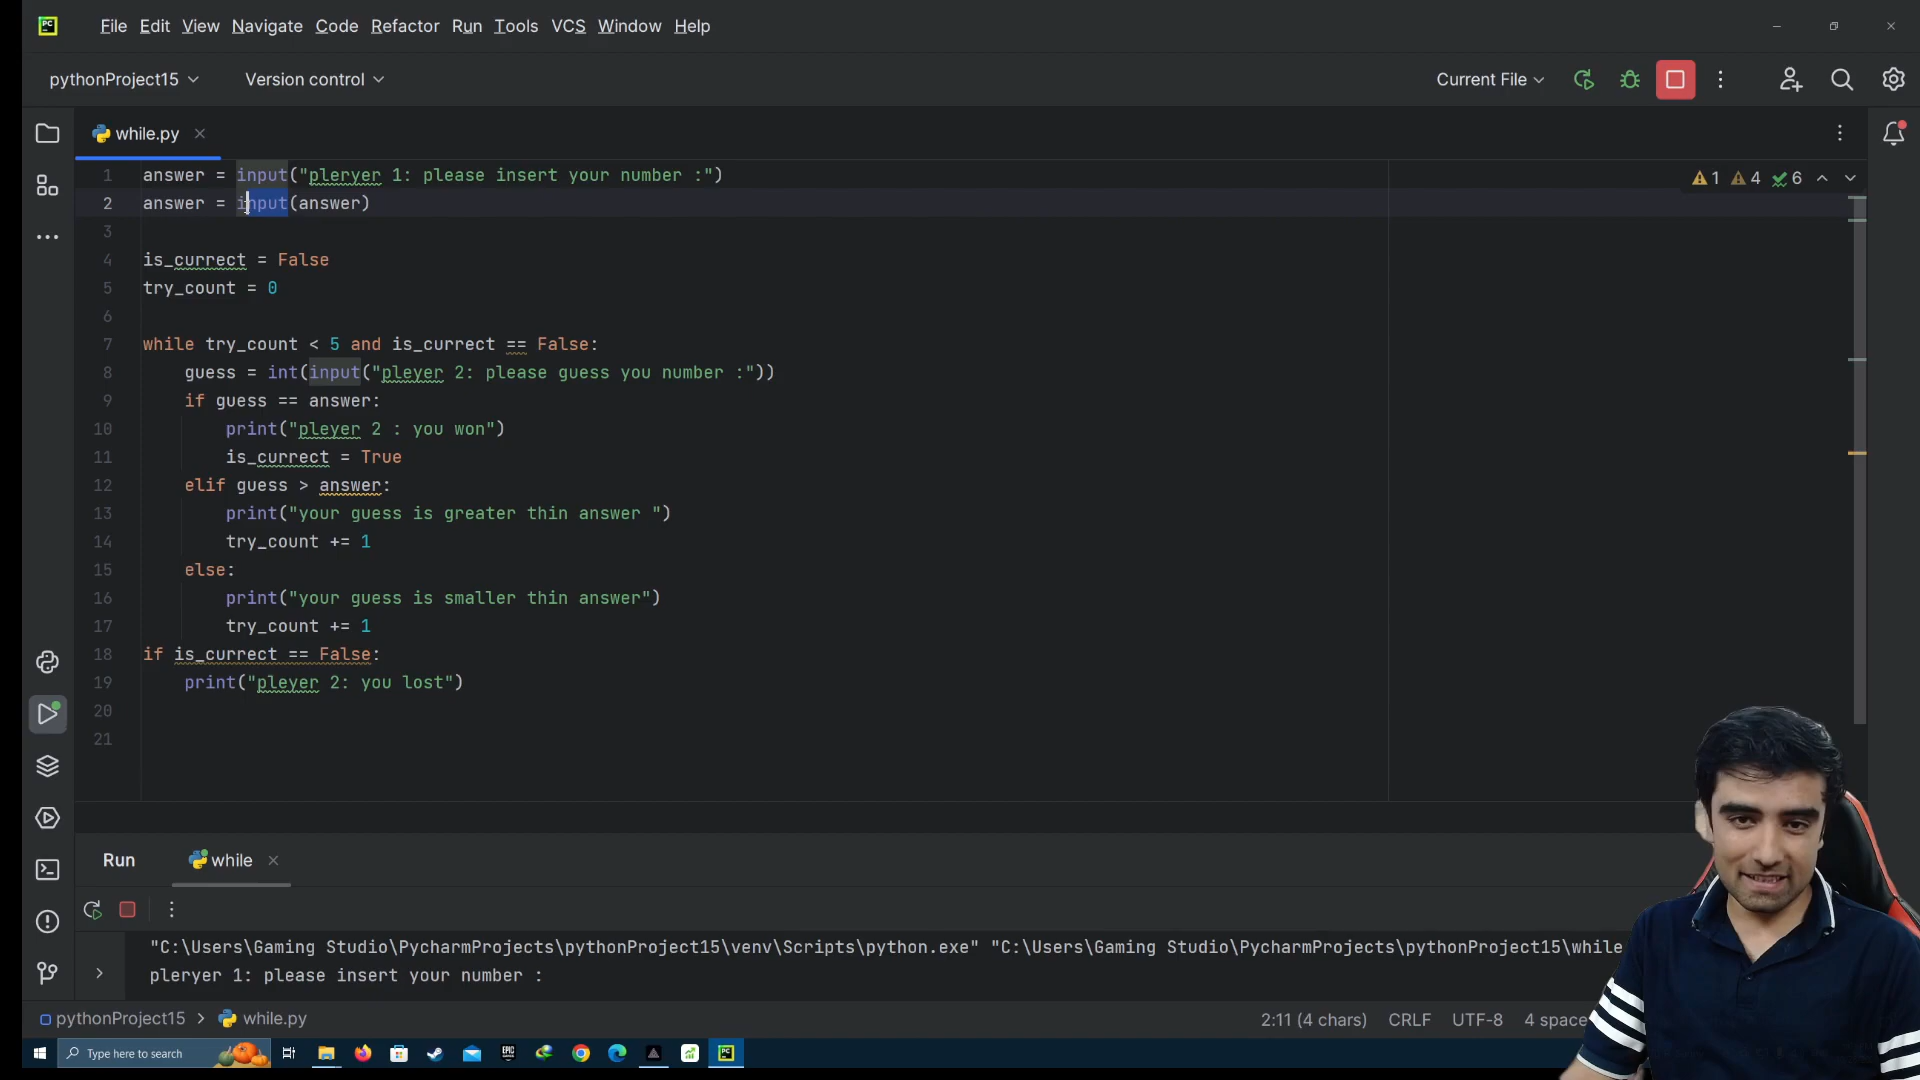 PC File Edit View Navigate Code Refactor Run Tools VCS Window Help
pythonProject15 Version control Current File
while.py
1 answer = input("pleryer 1: please insert your number :") 1 4 6
2 answer = input(answer)
3
4 is_currect = False
5 try_count = 0
6
7 while try_count < 5 and is_currect == False:
8 guess = int(input("pleyer 2: please guess you number :"))
9 if guess == answer:
10 print("pleyer 2 : you won")
11 is_currect = True
12 elif guess > answer:
13 print("your guess is greater thin answer ")
14 try_count += 1
15 else:
16 print("your guess is smaller thin answer")
17 try_count += 1
18 if is_currect == False:
19 print("pleyer 2: you lost")
20
21
Run while
"C:\Users\Gaming Studio\PycharmProjects\pythonProject15\venv\Scripts\python.exe" "C:\Users\Gaming Studio\PycharmProjects\pythonProject15\while
pleryer 1: please insert your number :
pythonProject15 > while.py 2:11 (4 chars) CRLF UTF-8 4 space
Type here to search EPIC PC